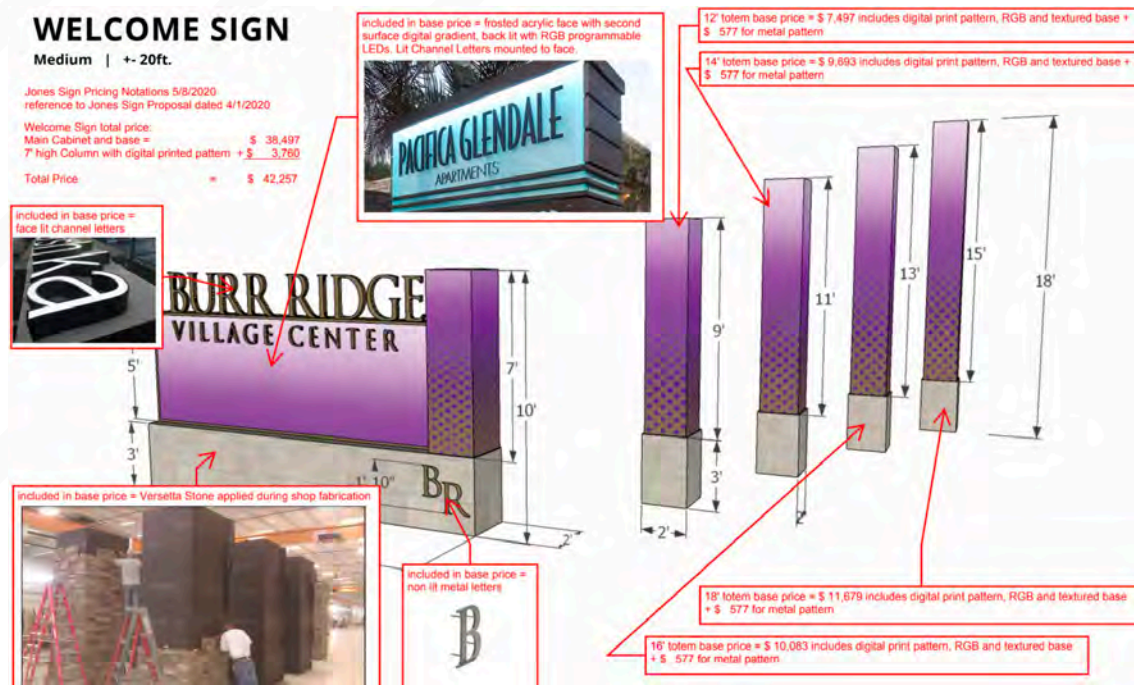 WELCOME SIGN
Medium | +- 20ft.
Jones Sign Pricing Notations 5/8/2020
reference to Jones Sign Proposal dated 4/1/2020
Welcome Sign total price:
Main Cabinet and base = $ 38,497
7' high Column with digital printed pattern + $ 3,760
Total Price = $ 42,257
included in base price = frosted acrylic face with second
surface digital gradient, back lit wth RGB programmable
LEDs. Lit Channel Letters mounted to face.
PACIFICA GLENDALE
APARTMENTS
12' totem base price = $ 7,497 includes digital print pattern, RGB and textured base +
$ 577 for metal pattern
14' totem base price = $ 9,693 includes digital print pattern, RGB and textured base +
$ 577 for metal pattern
included in base price =
face lit channel letters
BURR RIDGE
VILLAGE CENTER
5'
3'
7'
10'
1' 10"
BR
2'
9'
3'
2'
11'
2'
13'
15'
18'
included in base price = Versetta Stone applied during shop fabrication
included in base price =
non lit metal letters
B
18' totem base price = $ 11,679 includes digital print pattern, RGB and textured base
+ $ 577 for metal pattern
16' totem base price = $ 10,083 includes digital print pattern, RGB and textured base
+ $ 577 for metal pattern